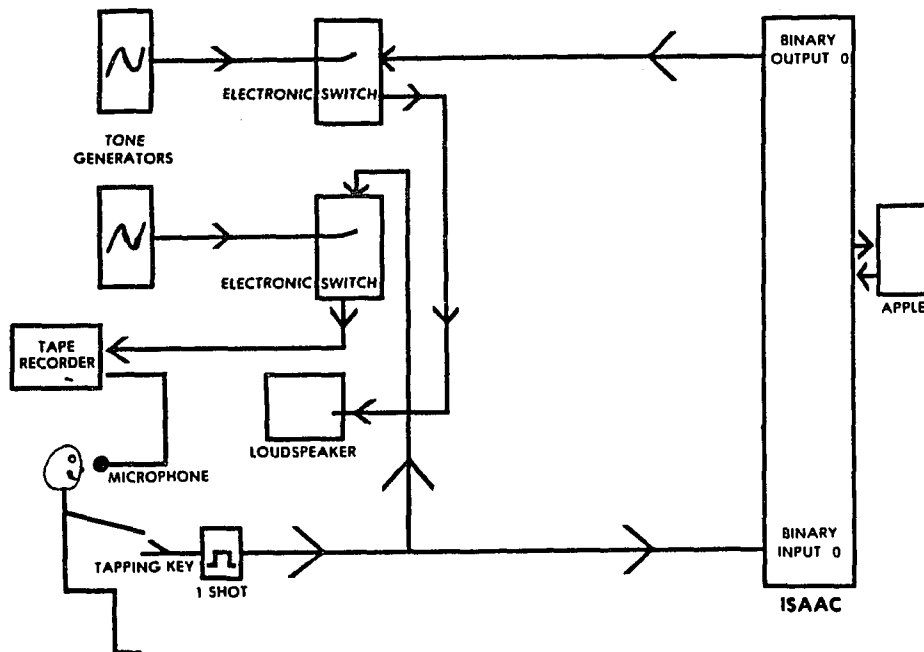 BINARY
OUTPUT 0
ELECTRONIC SWITCH
TONE
GENERATORS
ELECTRONIC SWITCH
APPLE
TAPE
RECORDER
LOUDSPEAKER
MICROPHONE
BINARY
INPUT 0
TAPPING KEY
1 SHOT
ISAAC